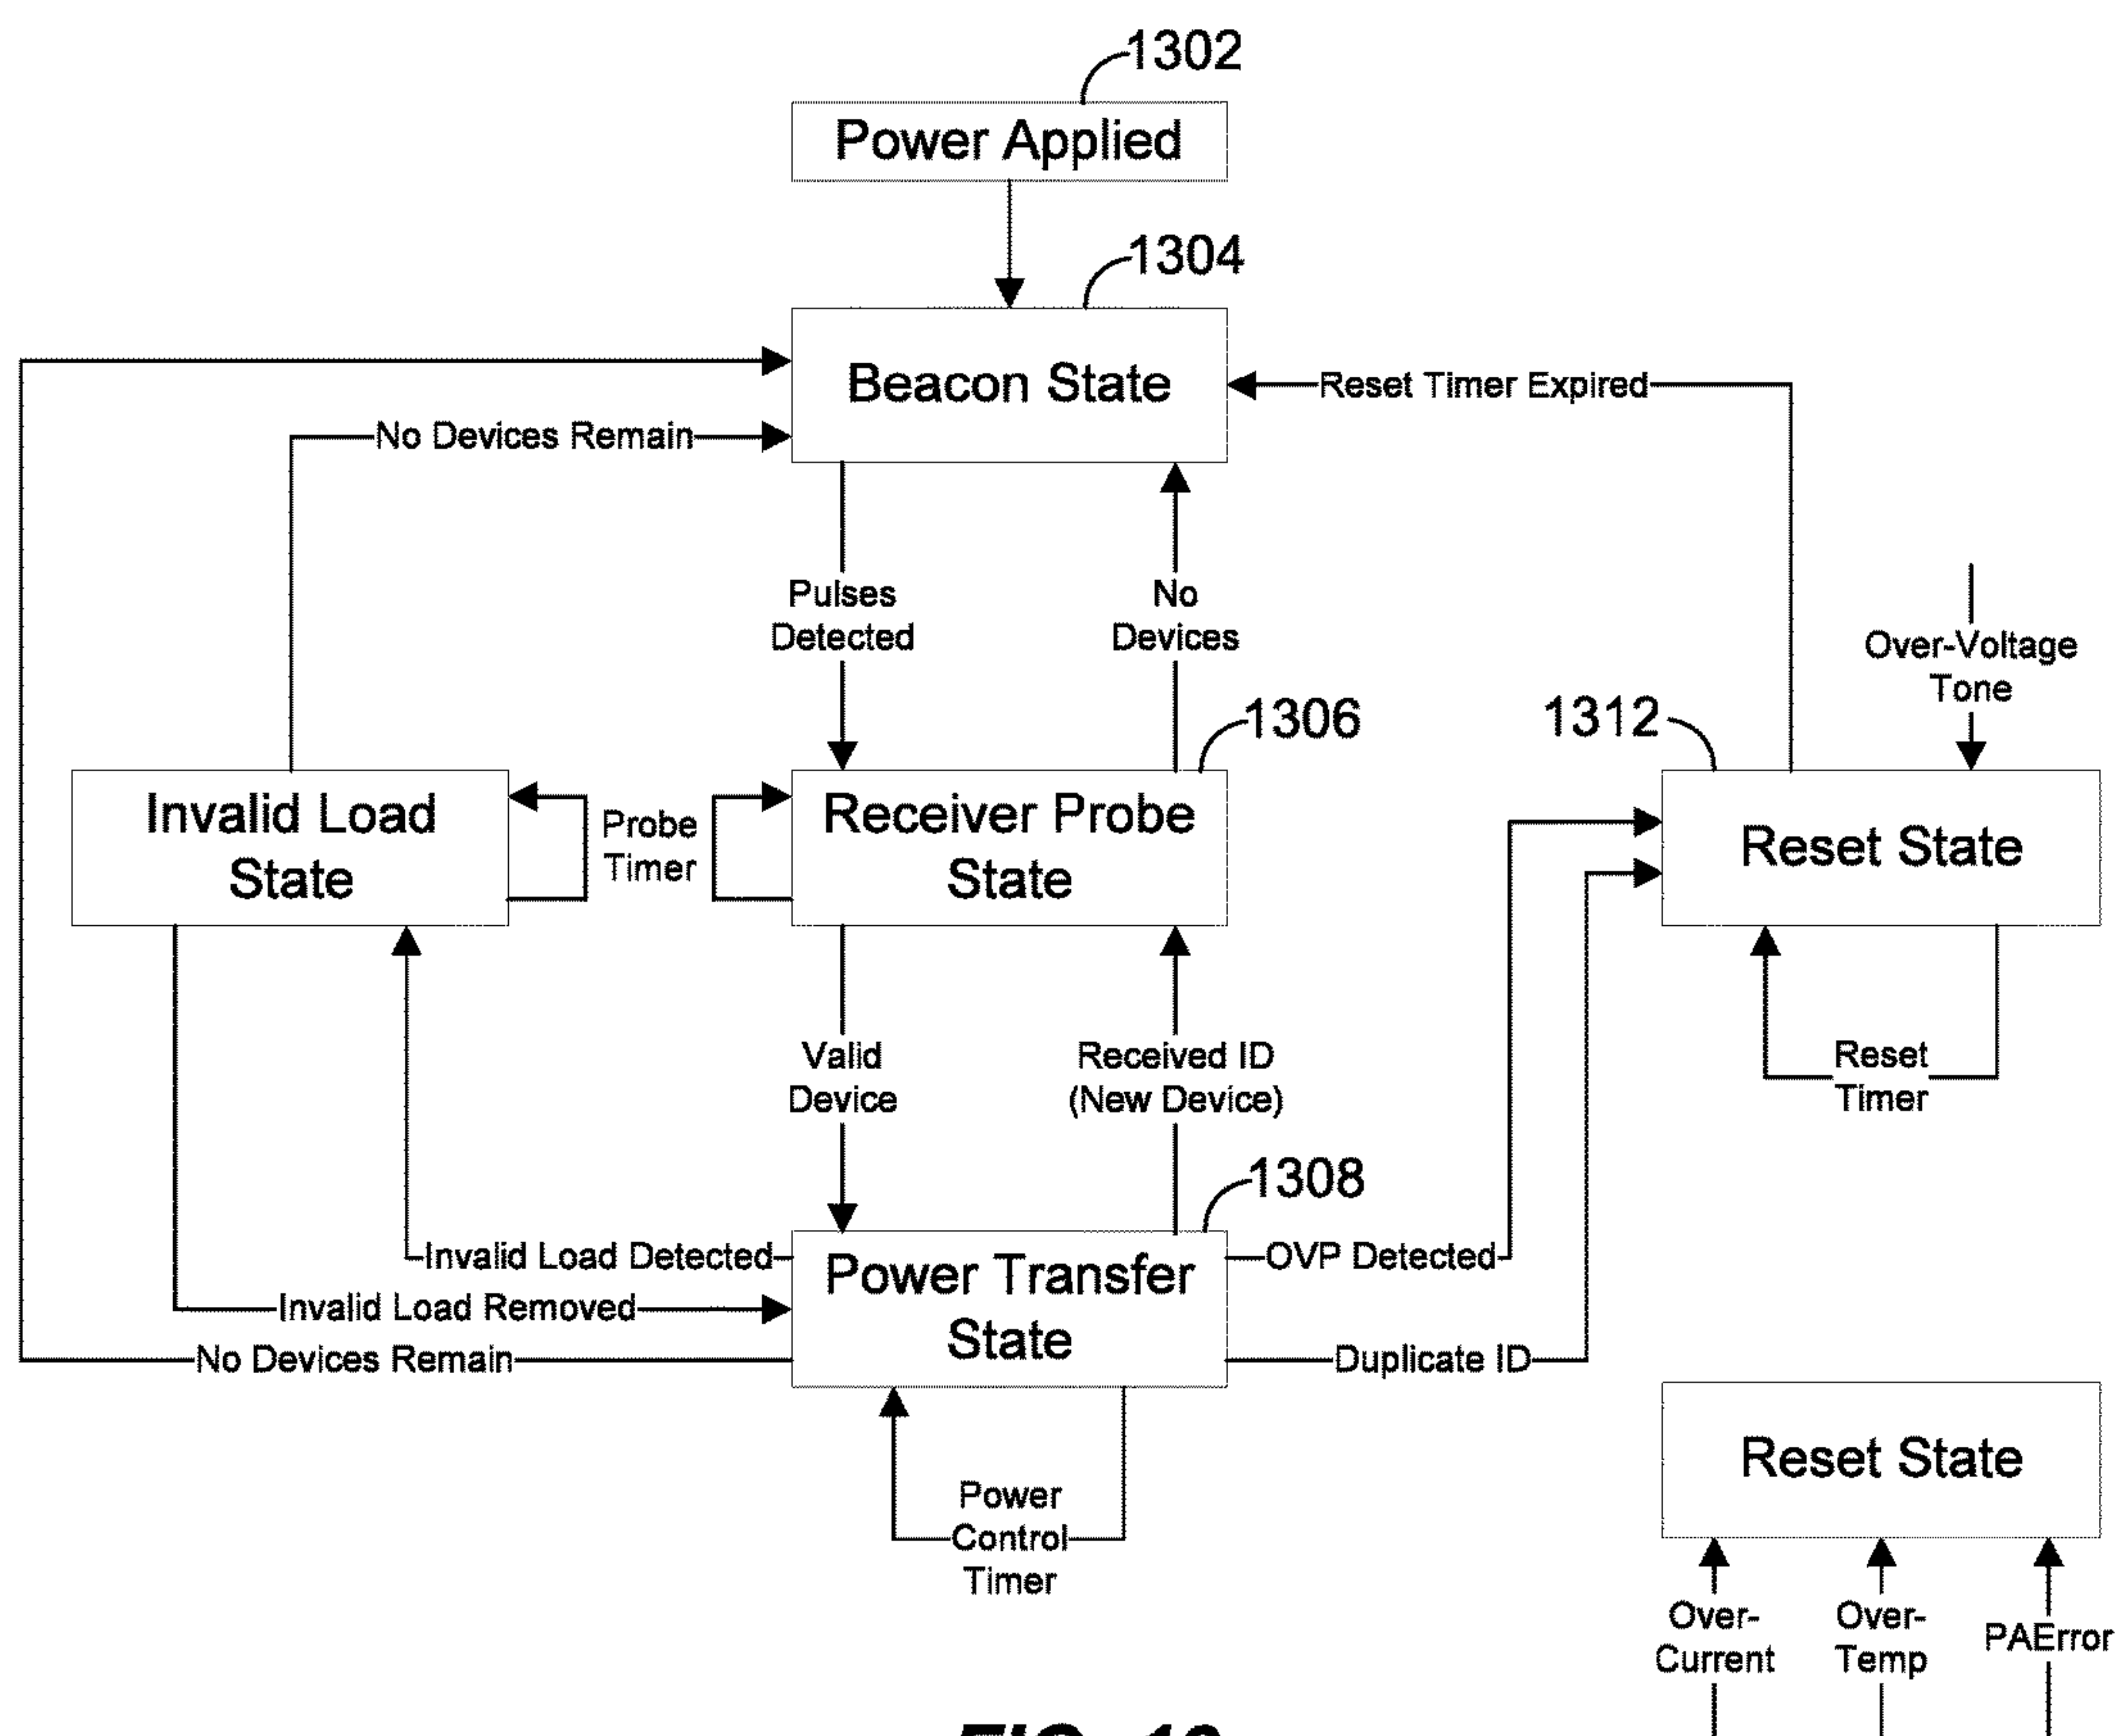 1302
Power Applied
1304
Beacon State
Reset Timer Expired
No Devices Remain
Pulses
Detected
No
Devices
Over-Voltage
Tone
1306
1312
Invalid Load
State
Probe
Timer
Receiver Probe
State
Reset State
Valid
Device
Received ID
(New Device)
Reset
Timer
1308
Invalid Load Detected
Power Transfer
State
OVP Detected
Invalid Load Removed
No Devices Remain
Duplicate ID
Reset State
Power
Control
Timer
Over-
Current
Over-
Temp
PAError